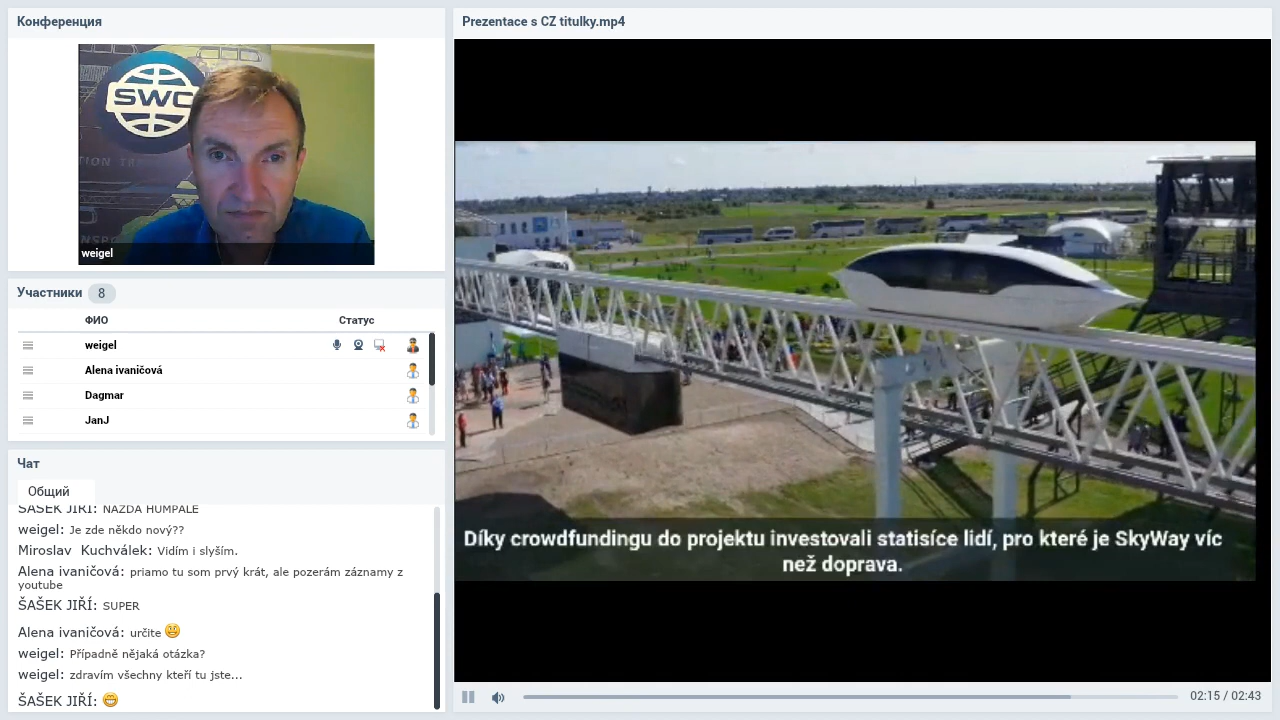 Конференция
SWC
weigel
Участники 8
ФИО Статус
weigel
Alena ivaničová
Dagmar
JanJ
Чат
Общий
ŠAŠEK JIŘÍ: NAZDA HUMPÁLE
weigel: Je zde někdo nový??
Miroslav Kuchválek: Vidím i slyším.
Alena ivaničová: priamo tu som prvý krát, ale pozerám záznamy z
youtube
ŠAŠEK JIŘÍ: SUPER
Alena ivaničová: určite
weigel: Případně nějaká otázka?
weigel: zdravím všechny kteří tu jste...
ŠAŠEK JIŘÍ:
Prezentace s CZ titulky.mp4
Díky crowdfundingu do projektu investovali statisíce lidí, pro které je SkyWay víc
než doprava.
02:15 / 02:43